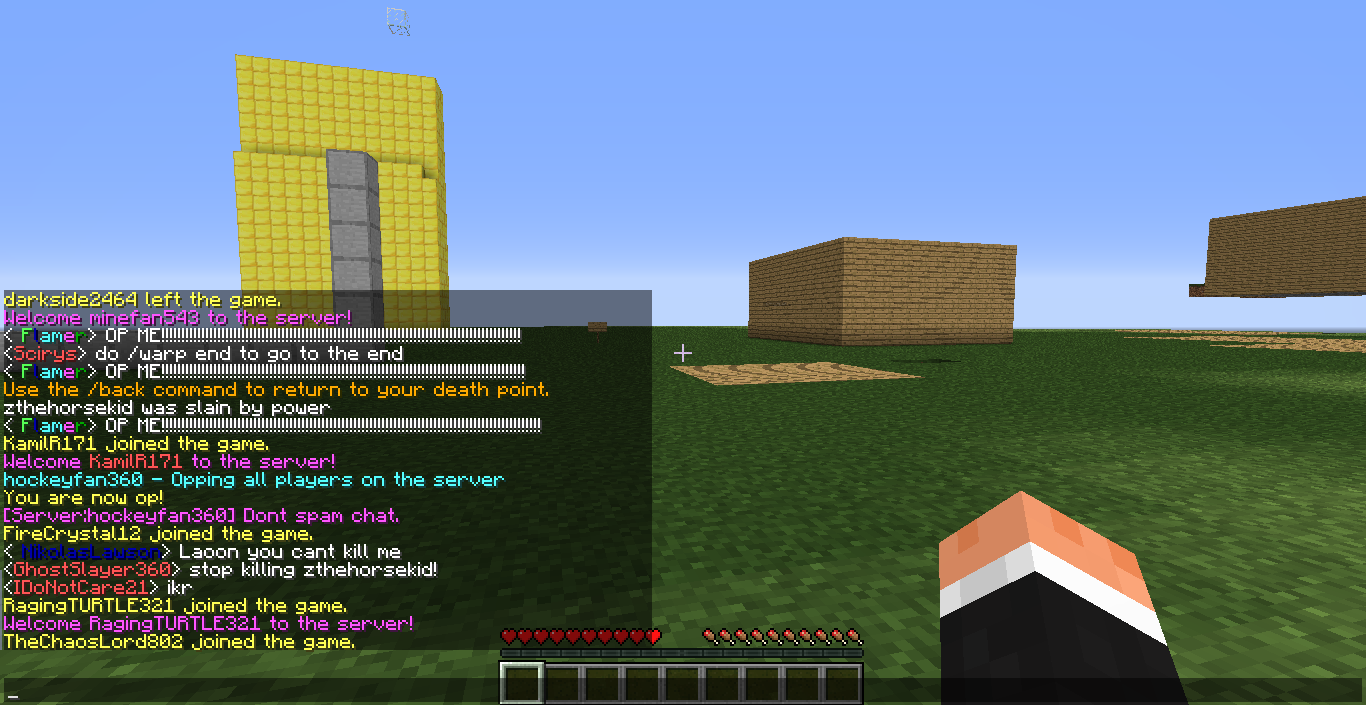 darkside2464 left the game.
Welcome minefan543 to the server!
< Flamer> OP ME!!!!!!!!!!!!!!!!!!!!!!!!!!!!!!!!!!!!!!!!!!!!!!!!!!!!!!!!!!!!!!!!!!!!!!!!!!!!!!!!!!!!!!!!!!
<Scirys> do /warp end to go to the end
< Flamer> OP ME!!!!!!!!!!!!!!!!!!!!!!!!!!!!!!!!!!!!!!!!!!!!!!!!!!!!!!!!!!!!!!!!!!!!!!!!!!!!!!!!!!!!!!!!!!!
Use the /back command to return to your death point.
zthehorsekid was slain by power
< Flamer> OP ME!!!!!!!!!!!!!!!!!!!!!!!!!!!!!!!!!!!!!!!!!!!!!!!!!!!!!!!!!!!!!!!!!!!!!!!!!!!!!!!!!!!!!!!!!!!!!!!
KamilR171 joined the game.
Welcome KamilR171 to the server!
hockeyfan360 - Opping all players on the server
You are now op!
[Server:hockeyfan360] Dont spam chat.
FireCrystal12 joined the game.
< NikolasLawson> Laoon you cant kill me
<GhostSlayer360> stop killing zthehorsekid!
<IDoNotCare21> ikr
RagingTURTLE321 joined the game.
Welcome RagingTURTLE321 to the server!
TheChaosLord802 joined the game.
_